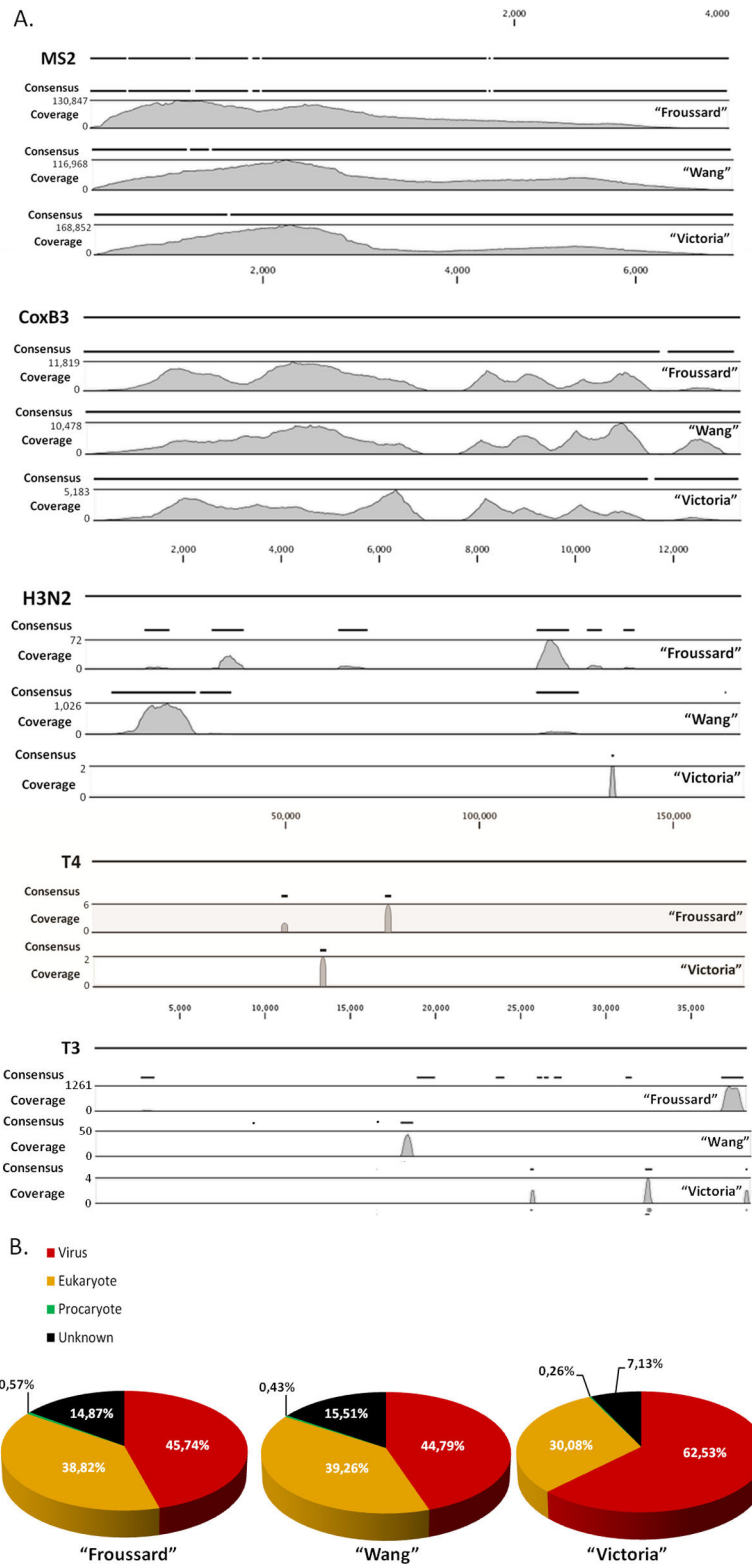 A.
2,000 4,000
MS2
Consensus
130,847
Coverage
0
“Froussard”
Consensus
116,968
Coverage
0
“Wang”
Consensus
168,852
Coverage
0
“Victoria”
2,000 4,000 6,000
CoxB3
Consensus
11,819
Coverage
0
“Froussard”
Consensus
10,478
Coverage
0
“Wang”
Consensus
5,183
Coverage
0
“Victoria”
2,000 4,000 6,000 8,000 10,000 12,000
H3N2
Consensus
72
Coverage
0
“Froussard”
Consensus
1,026
Coverage
0
“Wang”
Consensus
2
Coverage
0
“Victoria”
50,000 100,000 150,000
T4
Consensus
6
Coverage
0
“Froussard”
Consensus
2
Coverage
0
“Victoria”
5,000 10,000 15,000 20,000 25,000 30,000 35,000
T3
Consensus
1261
Coverage
0
“Froussard”
Consensus
50
Coverage
0
“Wang”
Consensus
4
Coverage
0
“Victoria”
B.
Virus
Eukaryote
Procaryote
Unknown
0,57%
14,87%
45,74%
38,82%
“Froussard”
0,43%
15,51%
44,79%
39,26%
“Wang”
0,26%
7,13%
30,08%
62,53%
“Victoria”